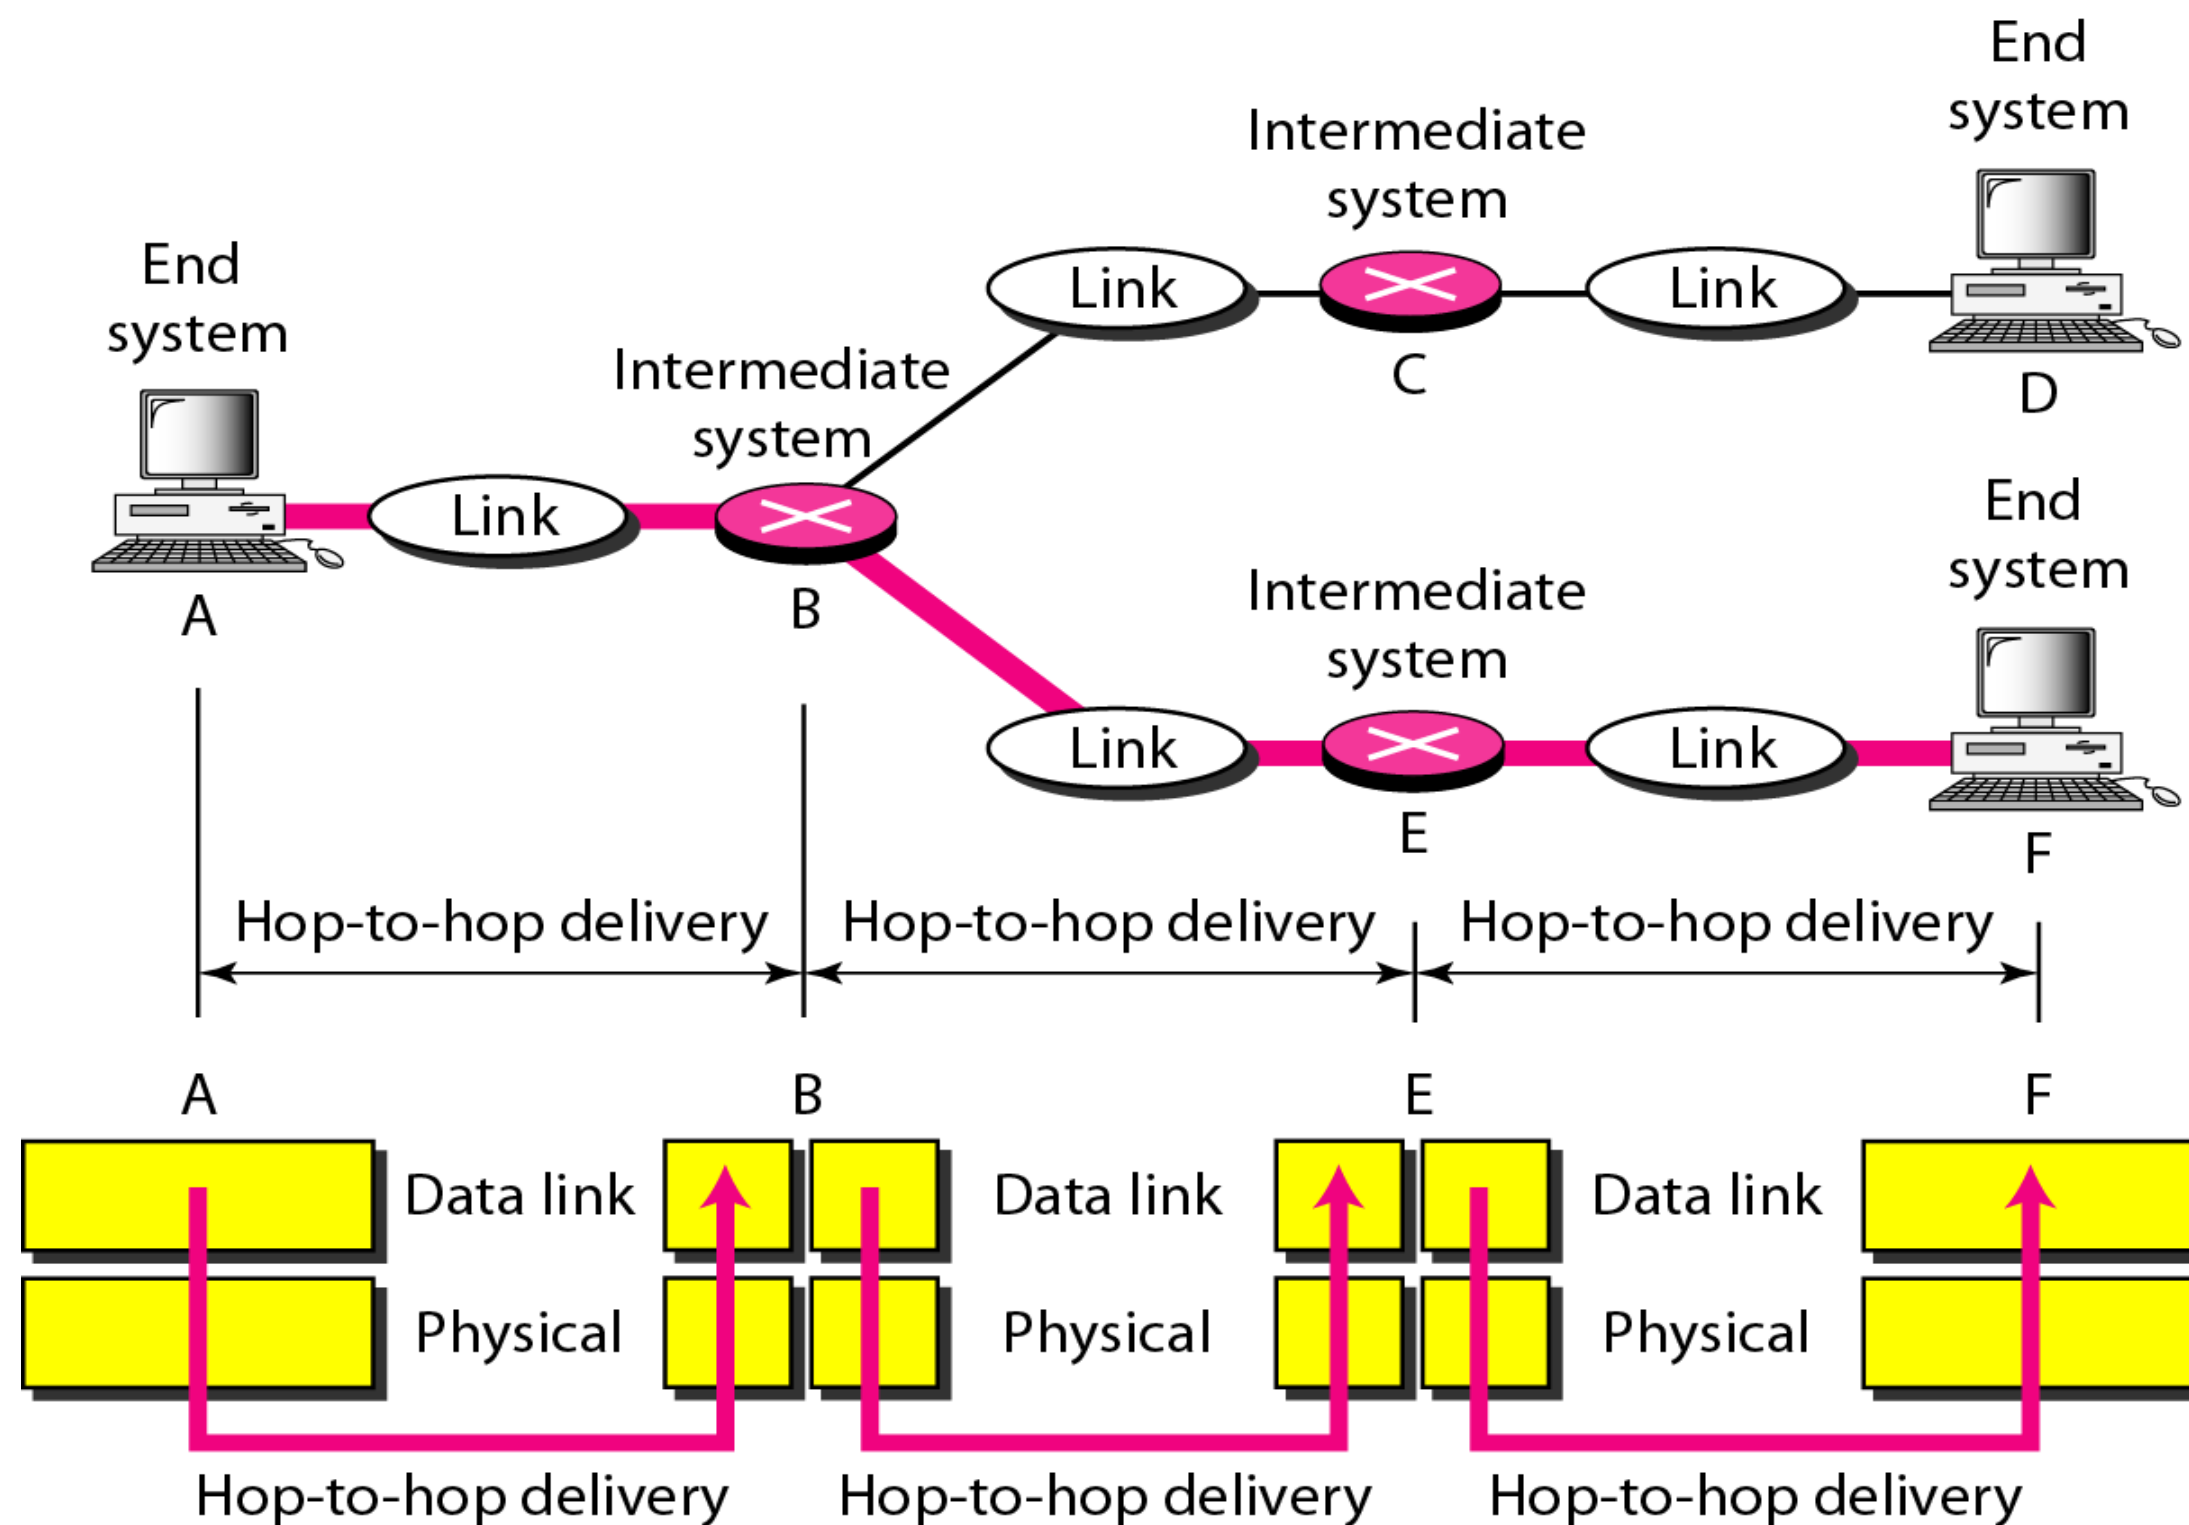 End
system
Intermediate
system
End
system
Link
Link
C
D
Intermediate
system
End
system
Link
A
B
Intermediate
system
Link
Link
E
F
Hop-to-hop delivery
Hop-to-hop delivery
Hop-to-hop delivery
A
B
E
F
Data link
Data link
Data link
Physical
Physical
Physical
Hop-to-hop delivery
Hop-to-hop delivery
Hop-to-hop delivery